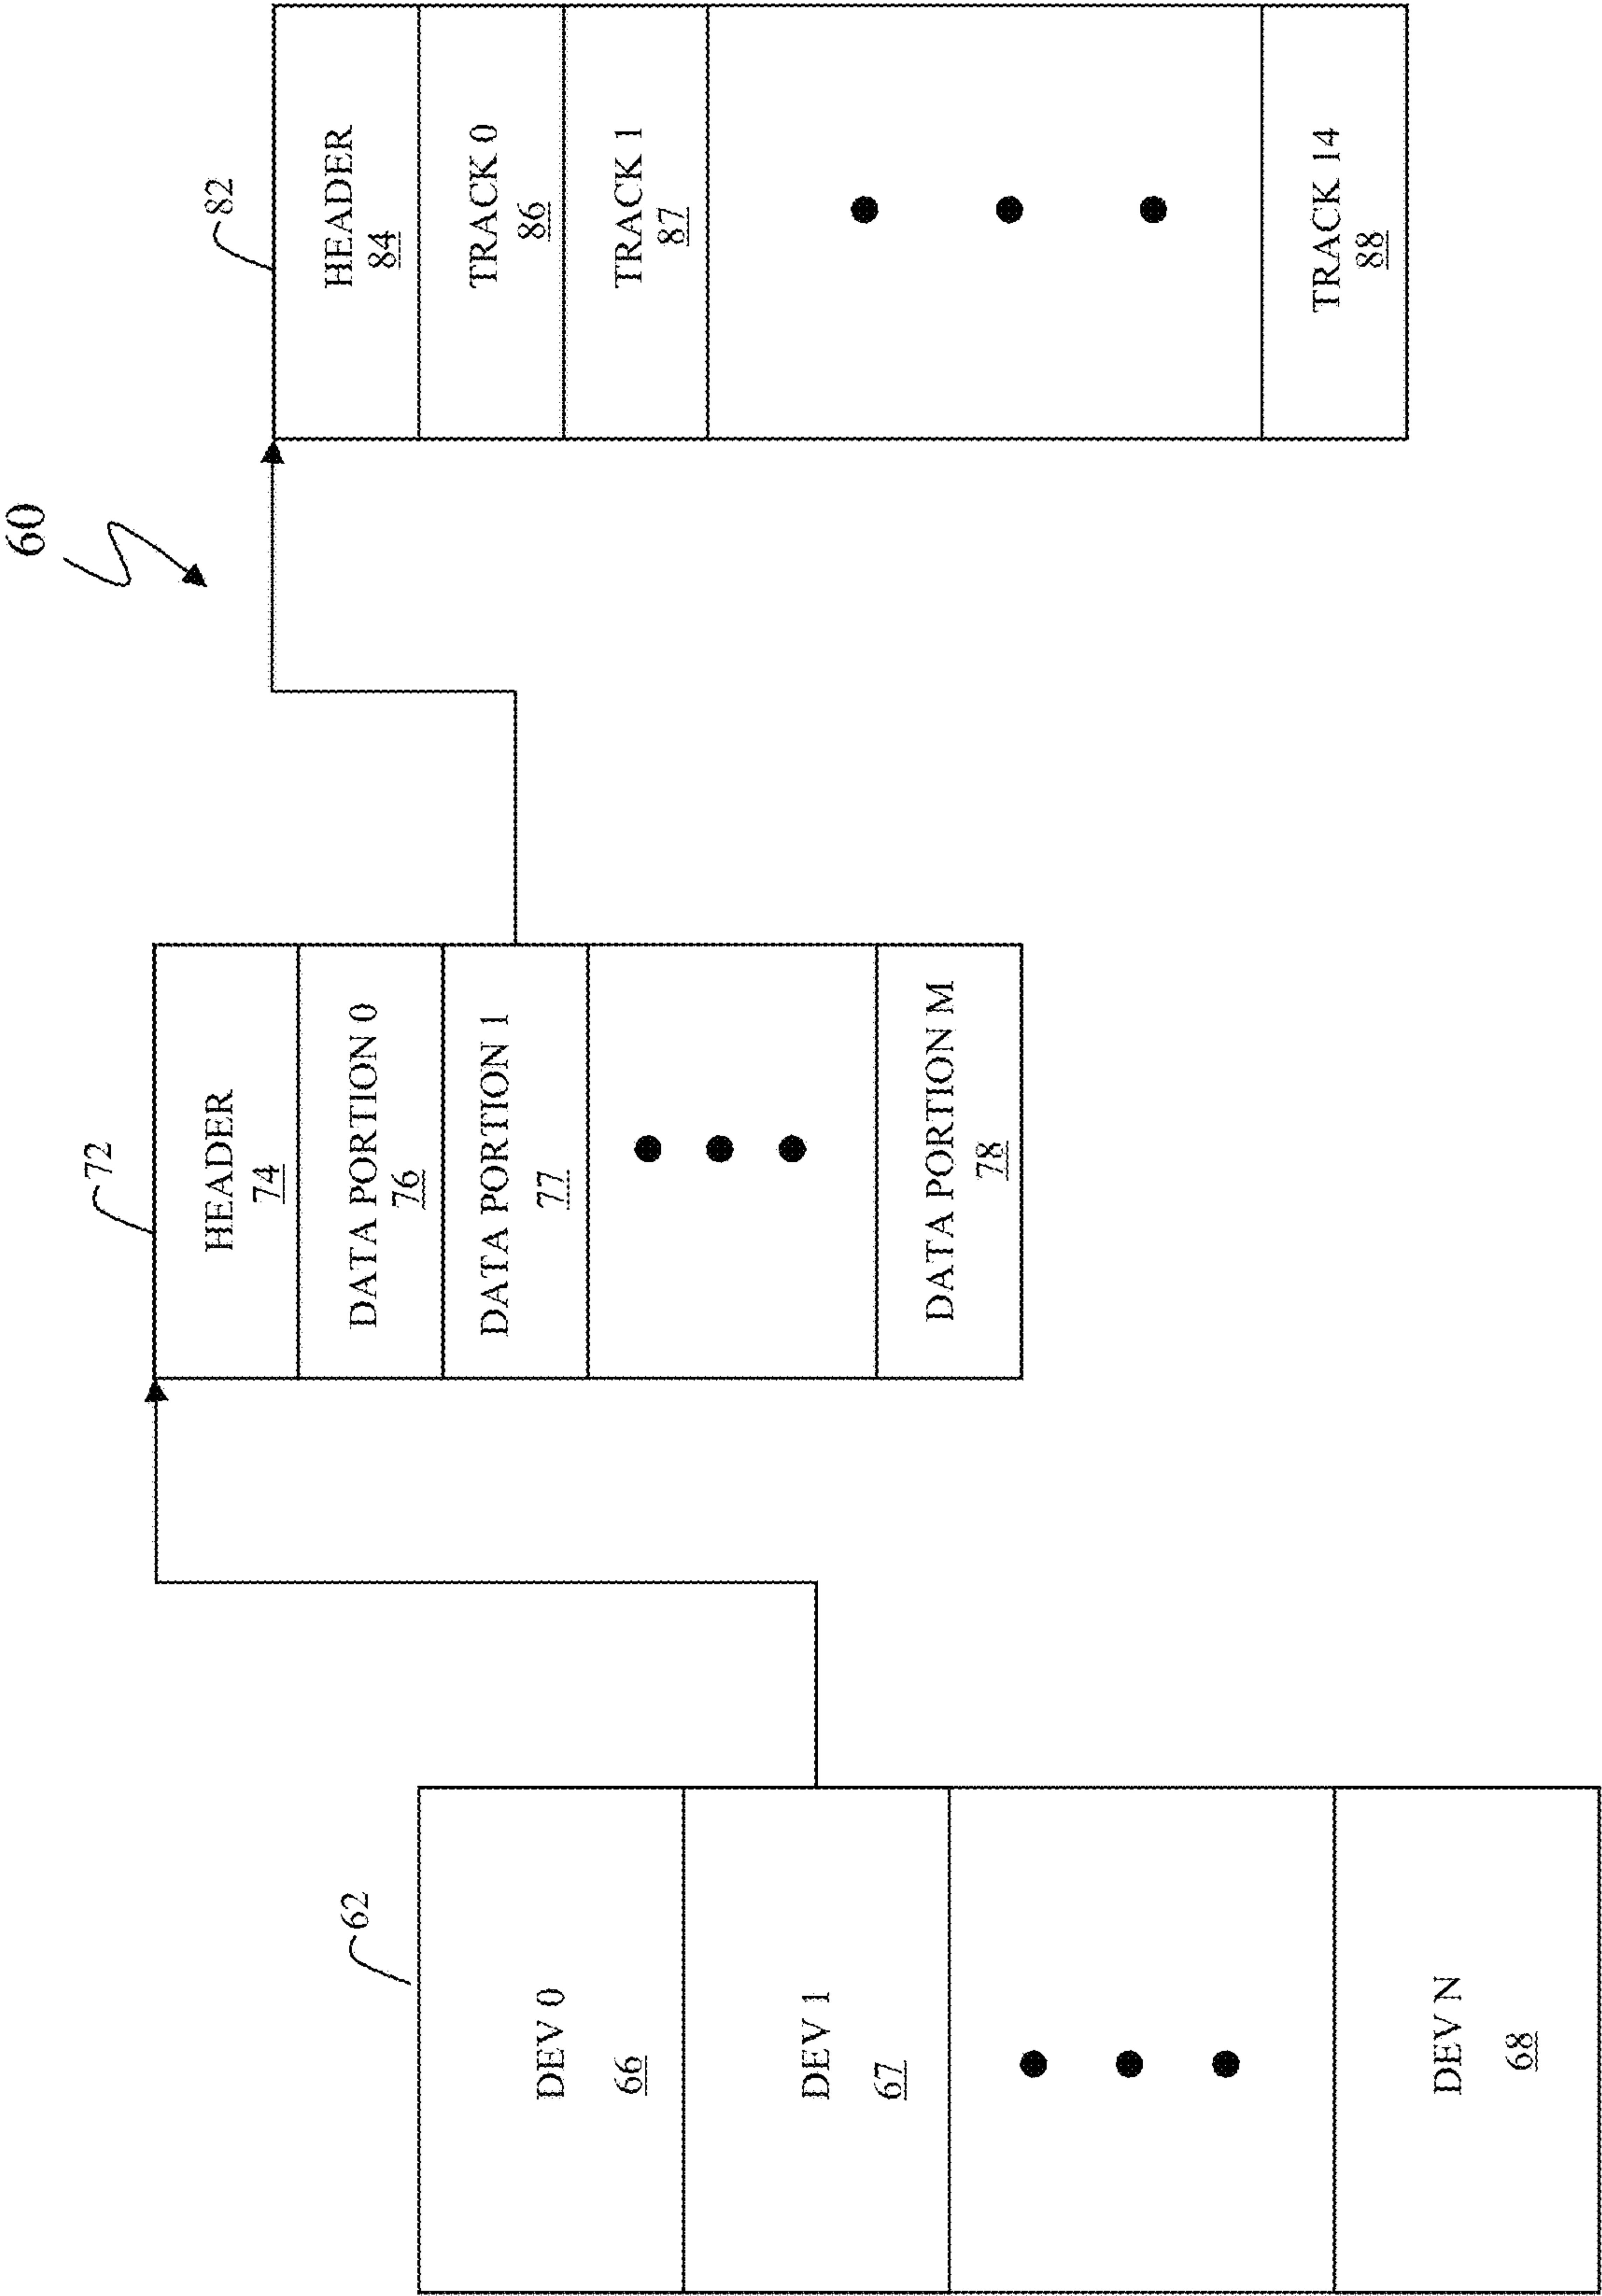 60
62
DEV 0
66
DEV 1
67
DEV N
68
72
HEADER
74
DATA PORTION 0
76
DATA PORTION 1
77
DATA PORTION M
78
82
HEADER
84
TRACK 0
86
TRACK 1
87
TRACK 14
88